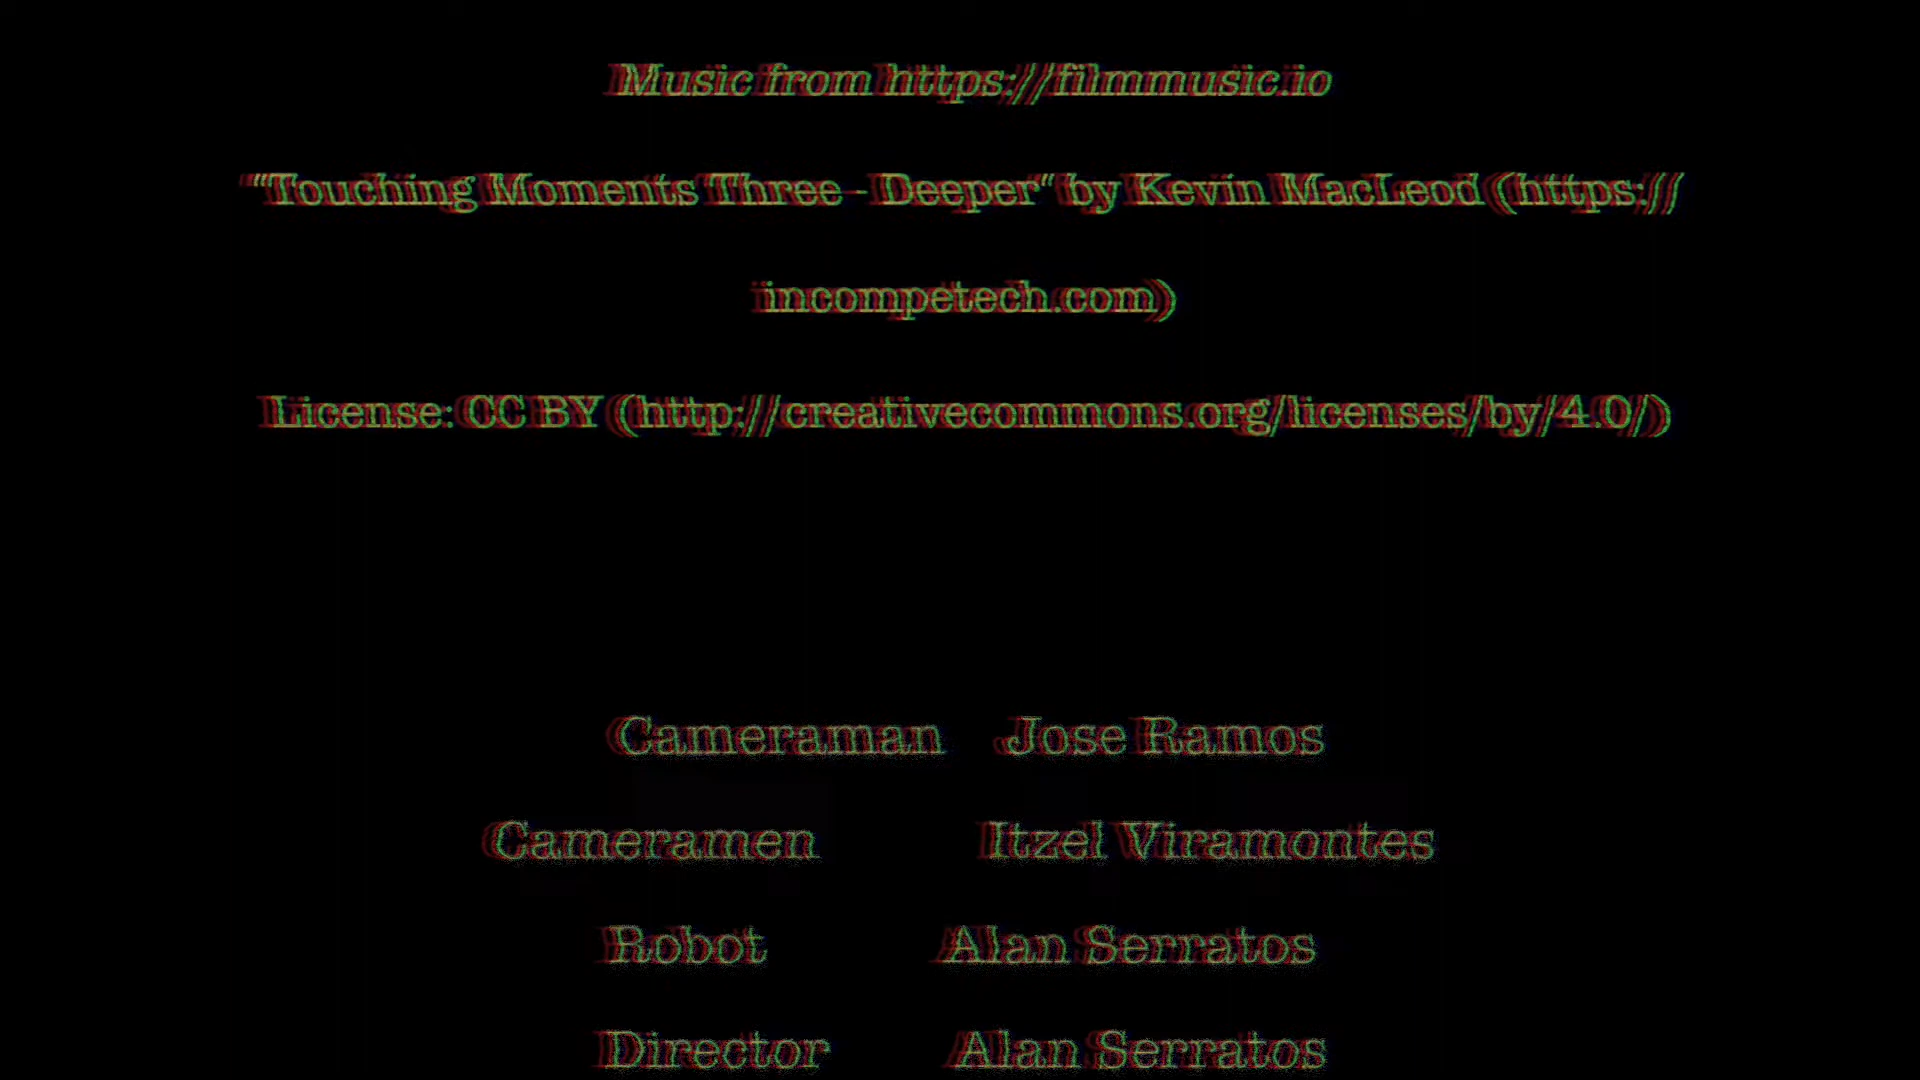 Music from https://filmmusic.io
"Touching Moments Three - Deeper" by Kevin MacLeod (https://
incompetech.com)
License: CC BY (http://creativecommons.org/licenses/by/4.0/)
Cameraman Jose Ramos
Cameramen Itzel Viramontes
Robot Alan Serratos
Director Alan Serratos